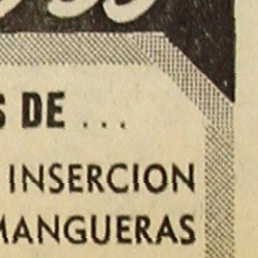 S DE ...
INSERCION
MANGUERAS